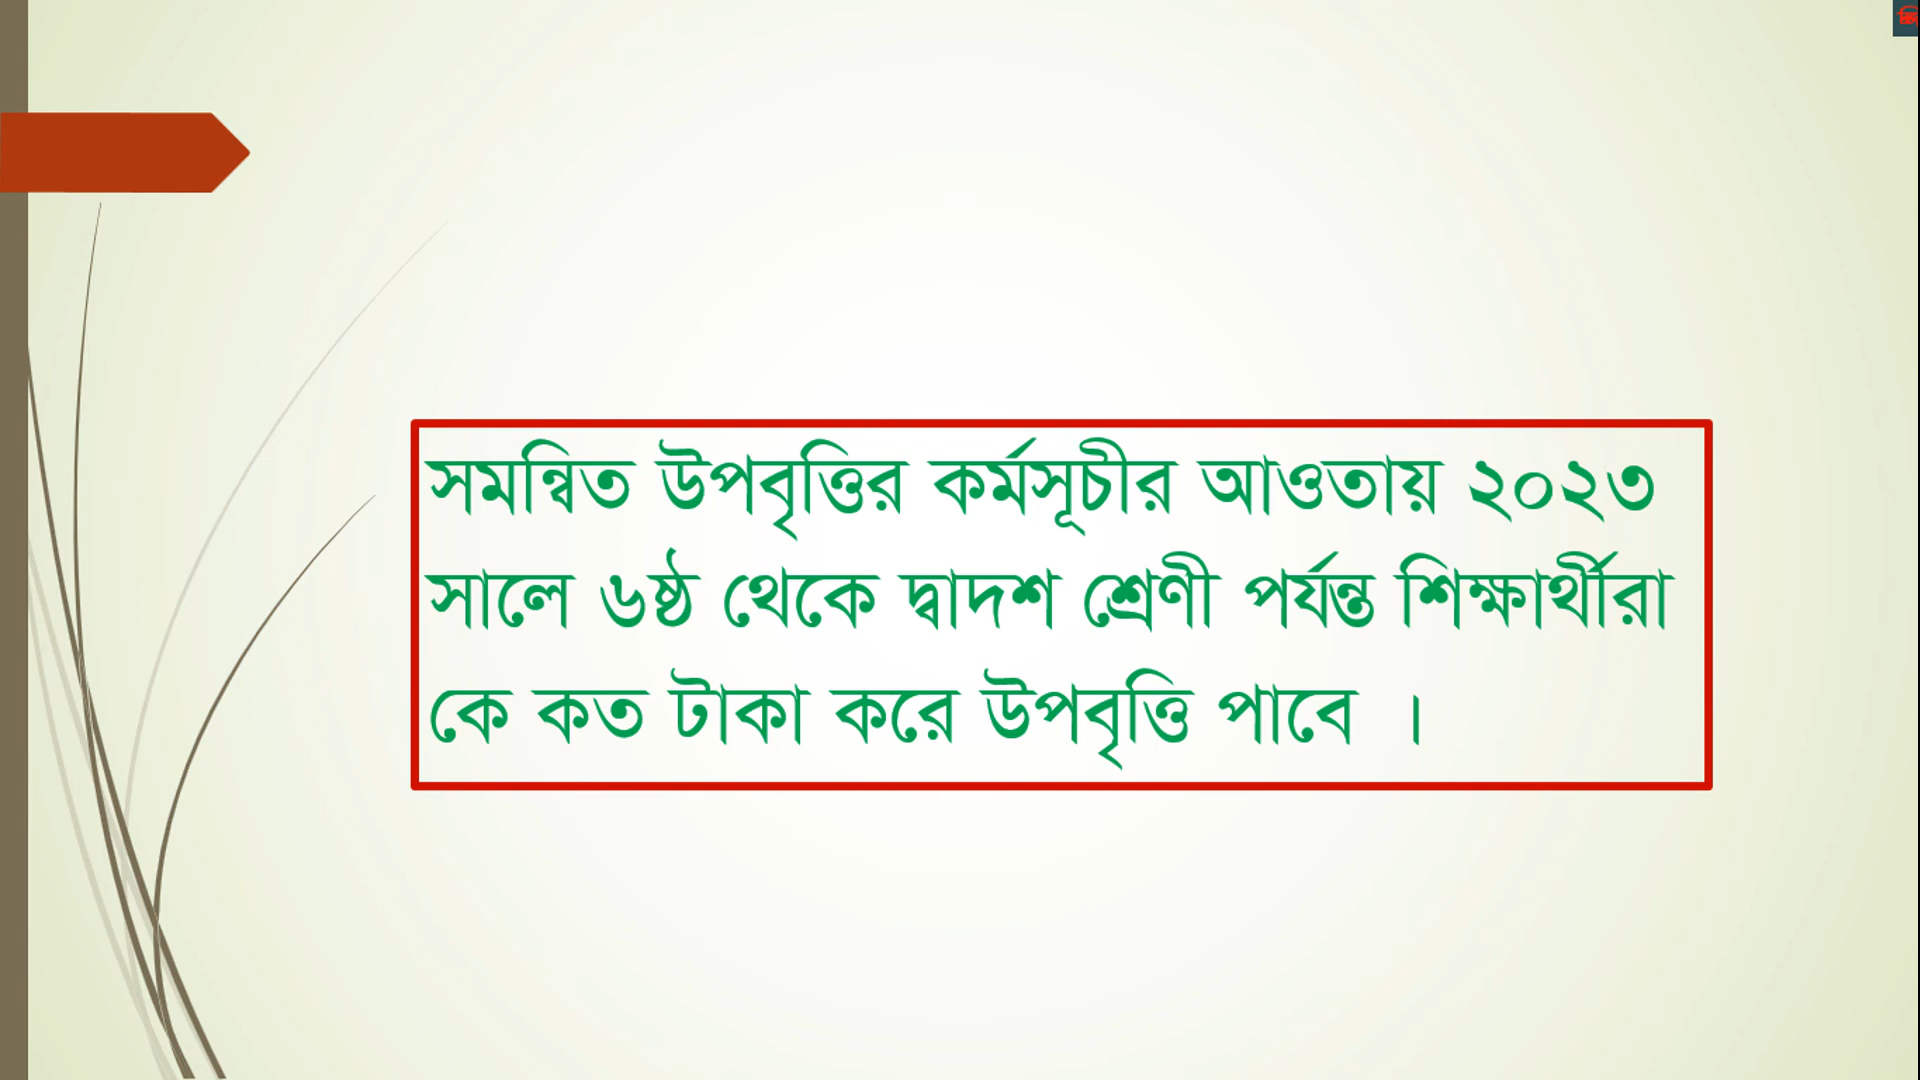 সমন্বিত উপবৃত্তির কর্মসূচীর আওতায় ২০২৩
সালে ৬ষ্ঠ থেকে দ্বাদশ শ্রেণী পর্যন্ত শিক্ষার্থীরা
কে কত টাকা করে উপবৃত্তি পাবে ।